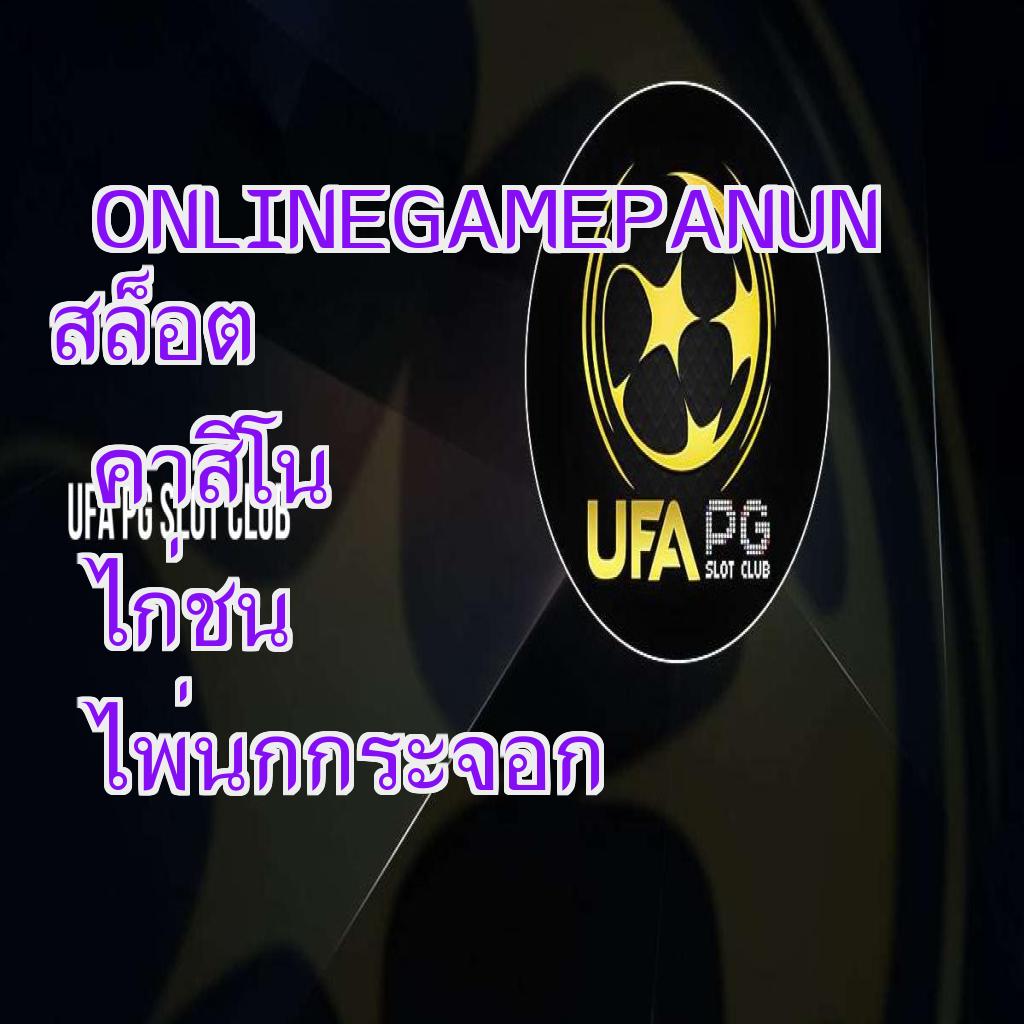 ONLINEGAMEPANUN
สล็อต
คาสิโน
UFA PG SLOT CLUB
ไก่ชน
ไพ่นกกระจอก
UFA PG
SLOT CLUB